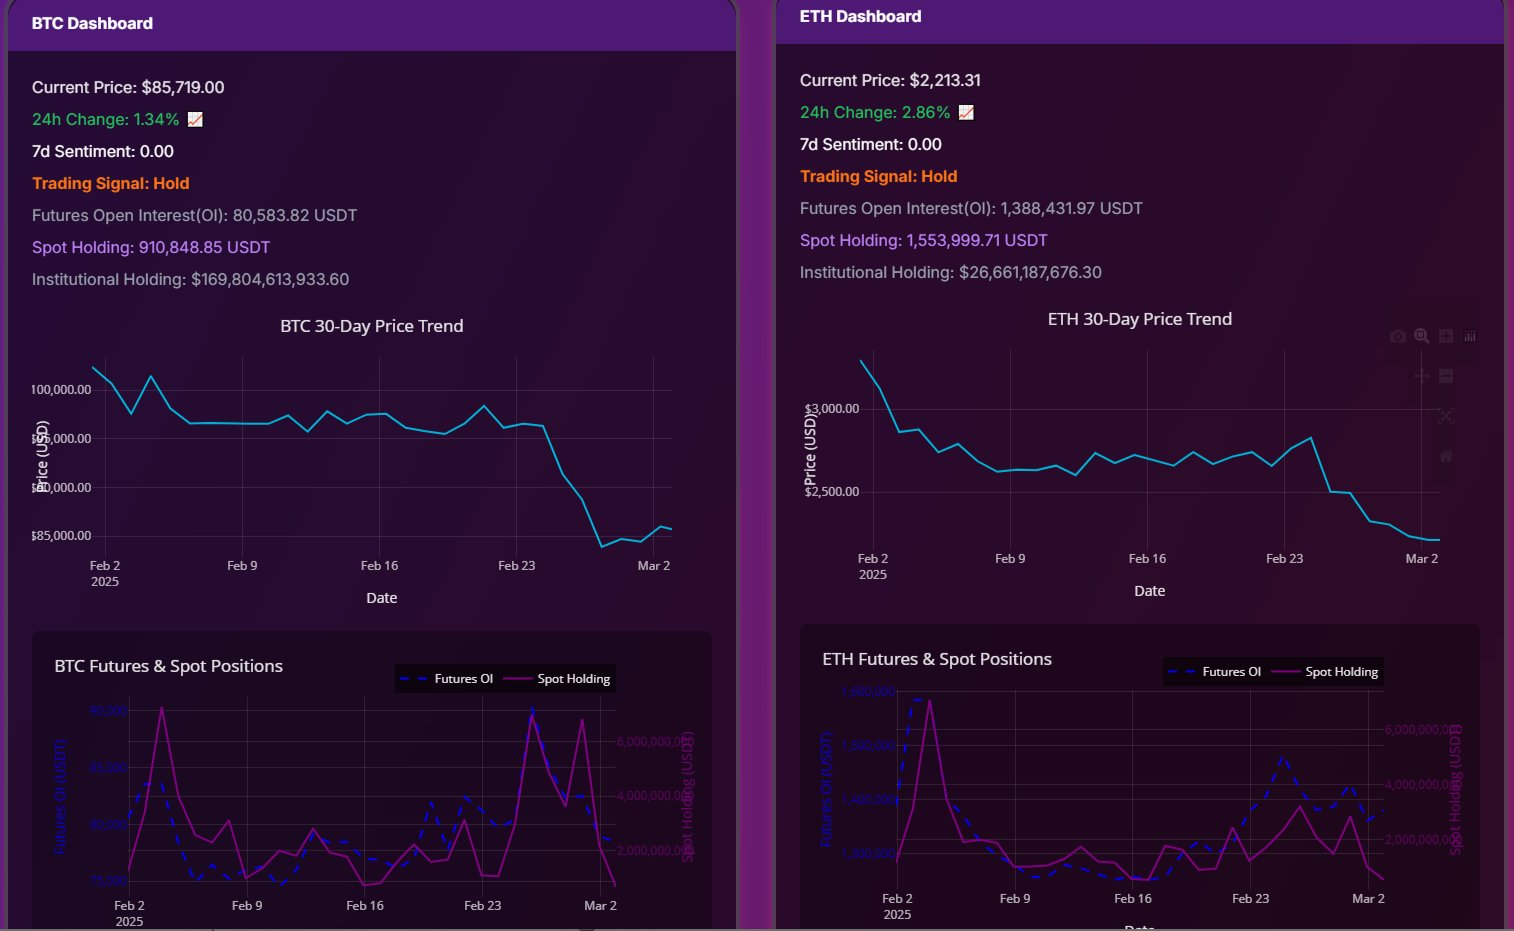 BTC Dashboard
Current Price: $85,719.00
24h Change: 1.34%
7d Sentiment: 0.00
Trading Signal: Hold
Futures Open Interest(OI): 80,583.82 USDT
Spot Holding: 910,848.85 USDT
Institutional Holding: $169,804,613,933.60
BTC 30-Day Price Trend
100,000.00
$95,000.00
$90,000.00
$85,000.00
Price (USD)
Feb 2 Feb 9 Feb 16 Feb 23 Mar 2
2025
Date
BTC Futures & Spot Positions
Futures OI Spot Holding
90,000
85,000
80,000
75,000
Futures OI (USDT)
6,000,000,000
4,000,000,000
2,000,000,000
Spot Holding (USDT)
Feb 2 Feb 9 Feb 16 Feb 23 Mar 2
2025
ETH Dashboard
Current Price: $2,213.31
24h Change: 2.86%
7d Sentiment: 0.00
Trading Signal: Hold
Futures Open Interest(OI): 1,388,431.97 USDT
Spot Holding: 1,553,999.71 USDT
Institutional Holding: $26,661,187,676.30
ETH 30-Day Price Trend
$3,000.00
$2,500.00
Price (USD)
Feb 2 Feb 9 Feb 16 Feb 23 Mar 2
2025
Date
ETH Futures & Spot Positions
Futures OI Spot Holding
1,600,000
1,500,000
1,400,000
1,300,000
Futures OI (USDT)
6,000,000,000
4,000,000,000
2,000,000,000
Spot Holding (USDT)
Feb 2 Feb 9 Feb 16 Feb 23 Mar 2
2025